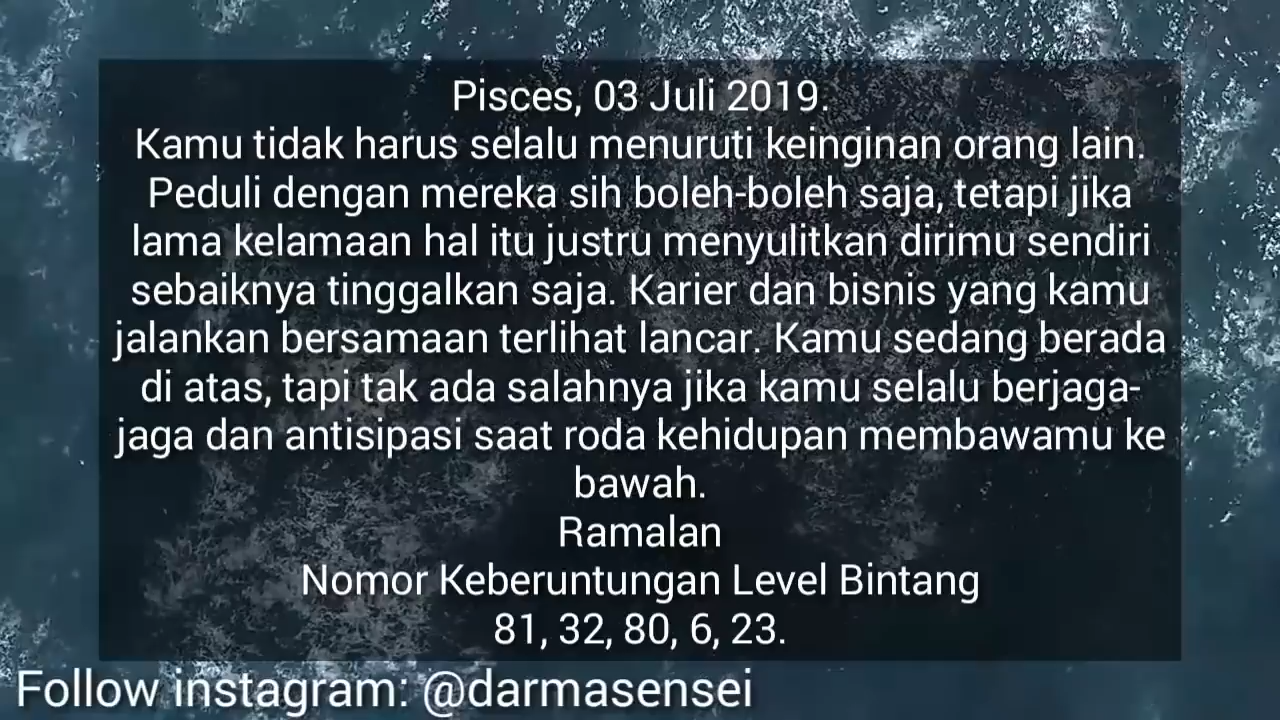 Pisces, 03 Juli 2019.
Kamu tidak harus selalu menuruti keinginan orang lain.
Peduli dengan mereka sih boleh-boleh saja, tetapi jika
lama kelamaan hal itu justru menyulitkan dirimu sendiri
sebaiknya tinggalkan saja. Karier dan bisnis yang kamu
jalankan bersamaan terlihat lancar. Kamu sedang berada
di atas, tapi tak ada salahnya jika kamu selalu berjaga-
jaga dan antisipasi saat roda kehidupan membawamu ke
bawah.
Ramalan
Nomor Keberuntungan Level Bintang
81, 32, 80, 6, 23.
Follow instagram: @darmasensei